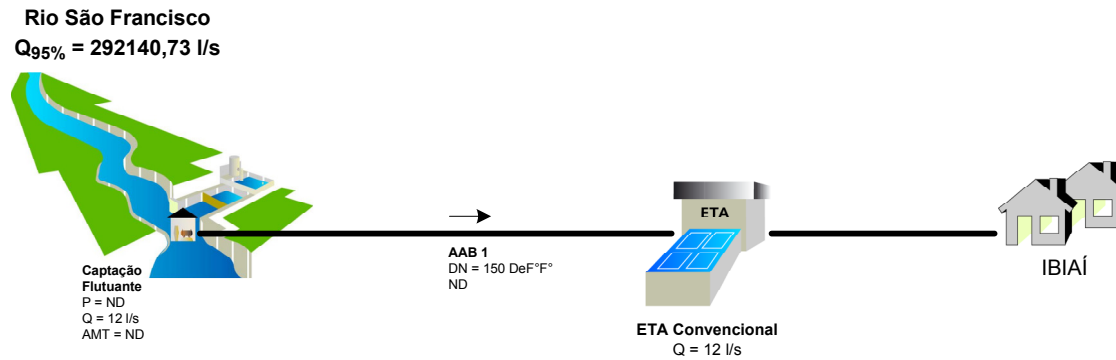 Rio São Francisco
Q95% = 292140,73 l/s
Captação
Flutuante
P = ND
Q = 12 l/s
AMT = ND
AAB 1
DN = 150 DeF°F°
ND
ETA
ETA Convencional
Q = 12 l/s
IBIAÍ